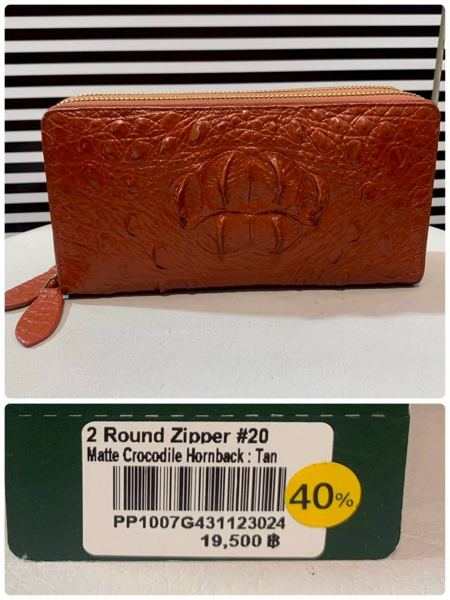 2 Round Zipper #20
Matte Crocodile Hornback : Tan
40%
PP1007G431123024
19,500 ฿